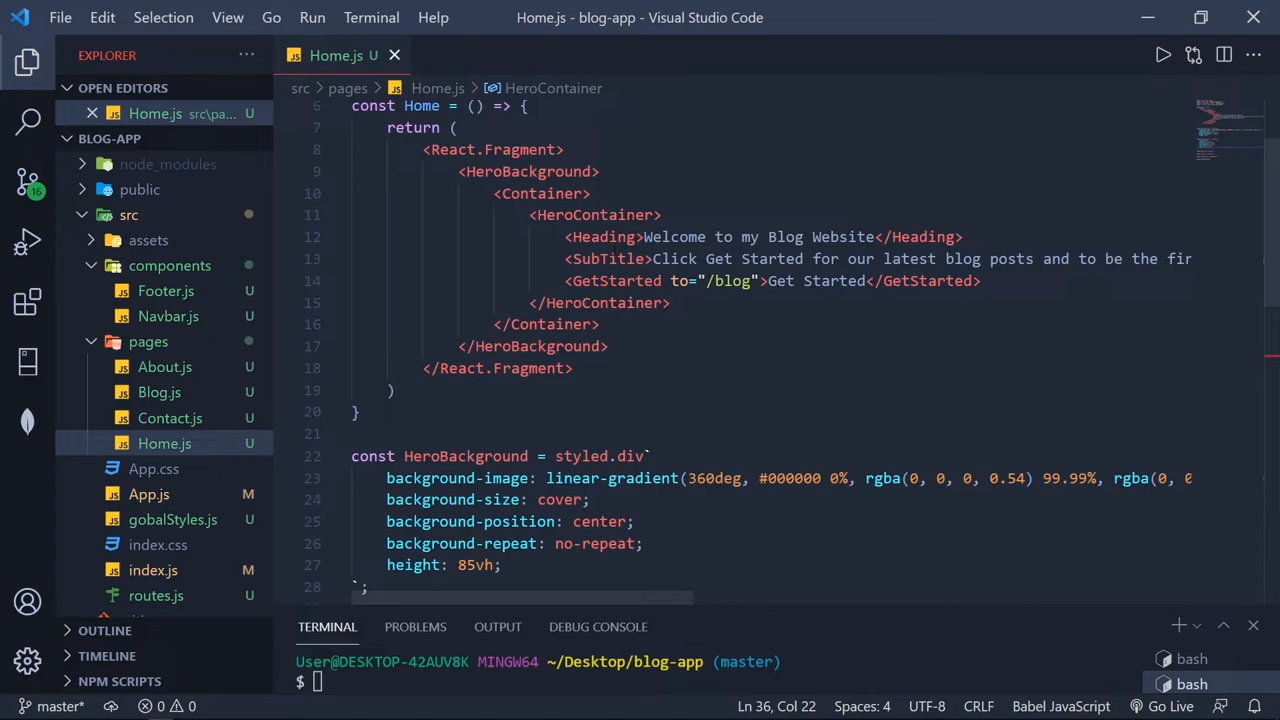 File Edit Selection View Go Run Terminal Help
Home.js - blog-app - Visual Studio Code
EXPLORER
OPEN EDITORS
Home.js src\pa... U
BLOG-APP
node_modules
public
src
assets
components
Footer.js U
Navbar.js U
pages
About.js U
Blog.js U
Contact.js U
Home.js U
App.css
App.js M
gobalStyles.js U
index.css
index.js M
routes.js U
OUTLINE
TIMELINE
NPM SCRIPTS
16
Home.js U
src pages Home.js HeroContainer
6 const Home = () => {
7 return (
8 <React.Fragment>
9 <HeroBackground>
10 <Container>
11 <HeroContainer>
12 <Heading>Welcome to my Blog Website</Heading>
13 <SubTitle>Click Get Started for our latest blog posts and to be the fir
14 <GetStarted to="/blog">Get Started</GetStarted>
15 </HeroContainer>
16 </Container>
17 </HeroBackground>
18 </React.Fragment>
19 )
20 }
21
22 const HeroBackground = styled.div`
23 background-image: linear-gradient(360deg, #000000 0%, rgba(0, 0, 0, 0.54) 99.99%, rgba(0, 0
24 background-size: cover;
25 background-position: center;
26 background-repeat: no-repeat;
27 height: 85vh;
28 `;
TERMINAL PROBLEMS OUTPUT DEBUG CONSOLE
User@DESKTOP-42AUV8K MINGW64 ~/Desktop/blog-app (master)
$
bash
bash
master* 0 0 Ln 36, Col 22 Spaces: 4 UTF-8 CRLF Babel JavaScript Go Live